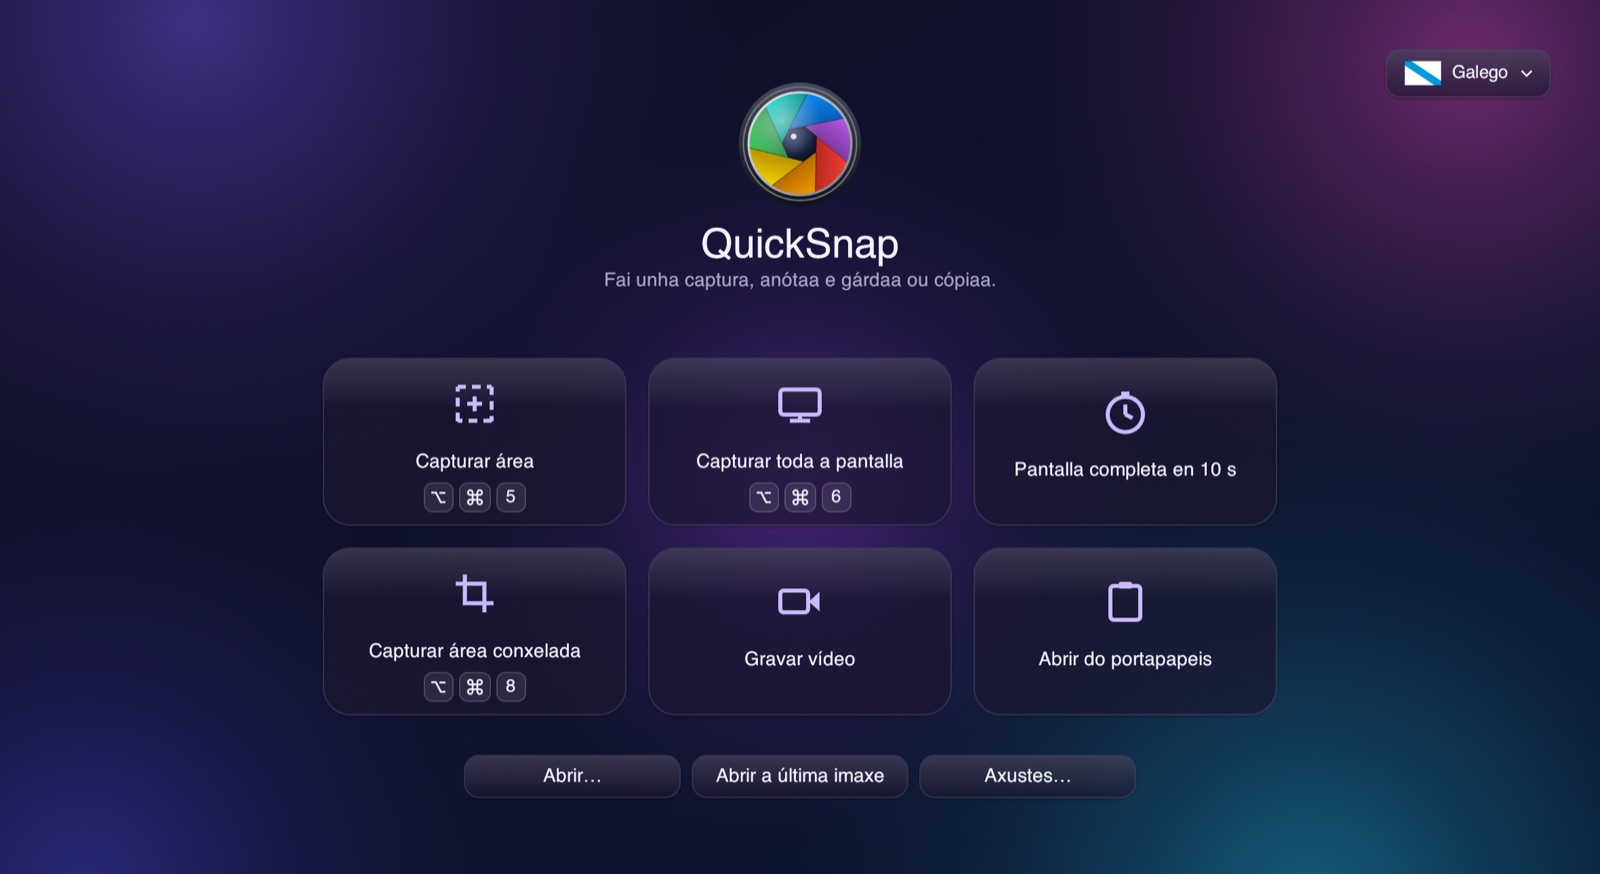 Galego
QuickSnap
Fai unha captura, anótaa e gárdaa ou cópiaa.
Capturar área
⌥ ⌘ 5
Capturar toda a pantalla
⌥ ⌘ 6
Pantalla completa en 10 s
Capturar área conxelada
⌥ ⌘ 8
Gravar vídeo
Abrir do portapapeis
Abrir…
Abrir a última imaxe
Axustes…